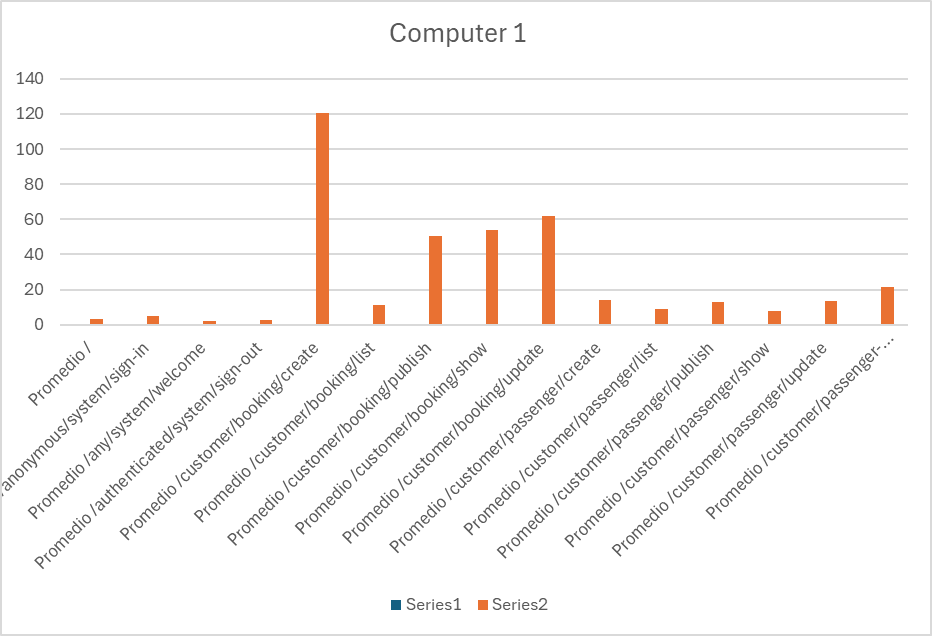 Computer 1
140
120
100
80
60
40
20
0
Promedio /
anonymous/system/sign-in
Promedio /any/system/welcome
Promedio /authenticated/system/sign-out
Promedio /customer/booking/create
Promedio /customer/booking/list
Promedio /customer/booking/publish
Promedio /customer/booking/show
Promedio /customer/booking/update
Promedio /customer/passenger/create
Promedio /customer/passenger/list
Promedio /customer/passenger/publish
Promedio /customer/passenger/show
Promedio /customer/passenger/update
Promedio /customer/passenger-...
Series1 Series2